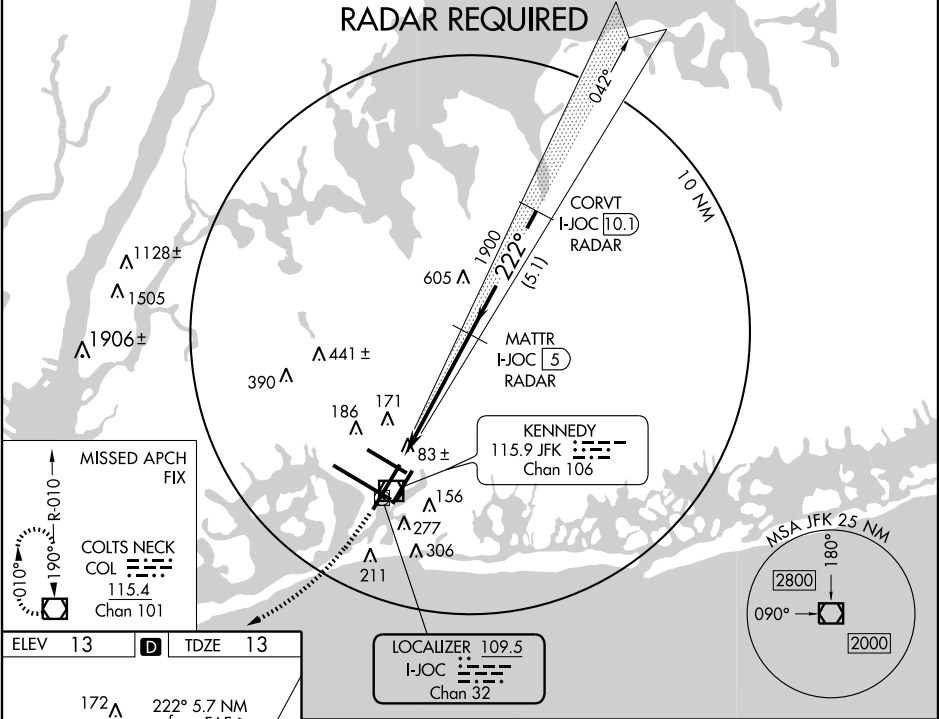 RADAR REQUIRED
042°
10 NM
CORVT
I-JOC 10.1
RADAR
1900
222°
(5.1)
605
1128±
1505
1906±
MATTR
I-JOC 5
RADAR
441 ±
390
171
186
83 ±
KENNEDY
115.9 JFK
Chan 106
156
277
306
211
MISSED APCH
FIX
R-010
190°
010°
COLTS NECK
COL
115.4
Chan 101
MSA JFK 25 NM
180°
2800
090°
2000
LOCALIZER 109.5
I-JOC
Chan 32
ELEV 13
D
TDZE 13
172
222° 5.7 NM
from FAF